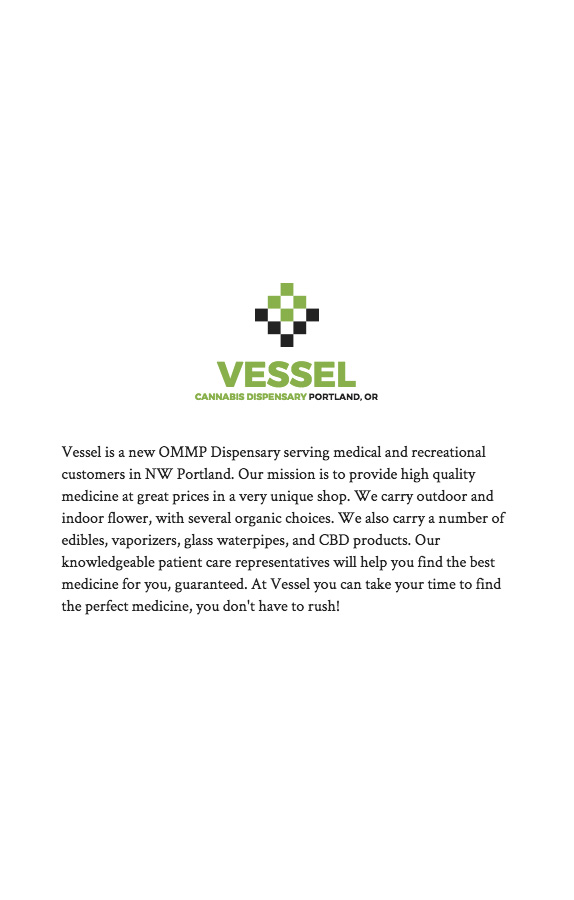 VESSEL
CANNABIS DISPENSARY PORTLAND, OR
Vessel is a new OMMP Dispensary serving medical and recreational
customers in NW Portland. Our mission is to provide high quality
medicine at great prices in a very unique shop. We carry outdoor and
indoor flower, with several organic choices. We also carry a number of
edibles, vaporizers, glass waterpipes, and CBD products. Our
knowledgeable patient care representatives will help you find the best
medicine for you, guaranteed. At Vessel you can take your time to find
the perfect medicine, you don't have to rush!